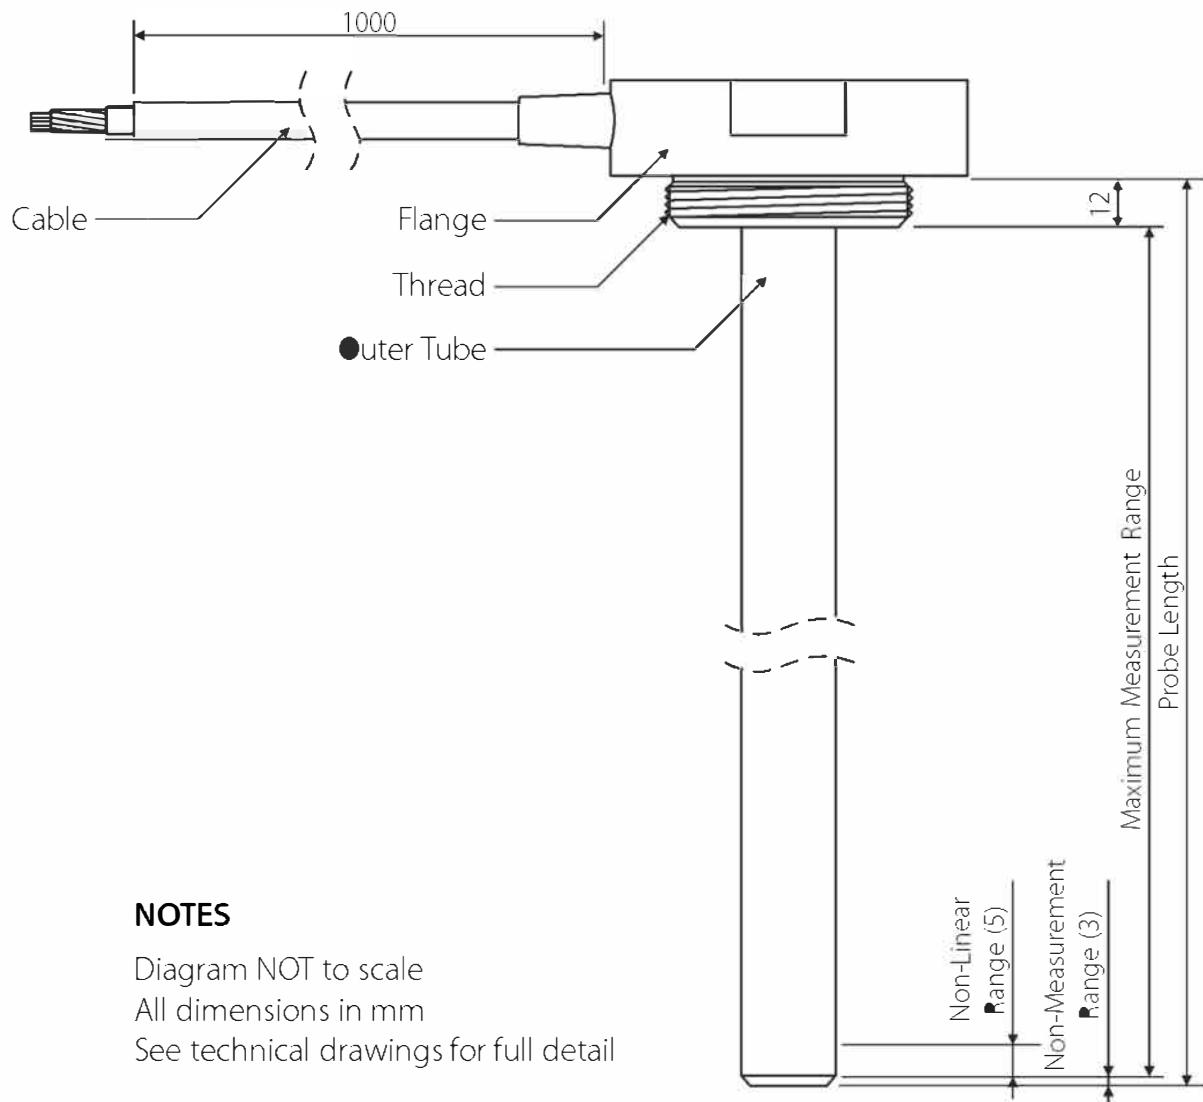 1000
Cable
Flange
12
Thread
Outer Tube
Maximum Measurement Range
Probe Length
Non-Linear
Range (5)
Non-Measurement
Range (3)
NOTES
Diagram NOT to scale
All dimensions in mm
See technical drawings for full detail